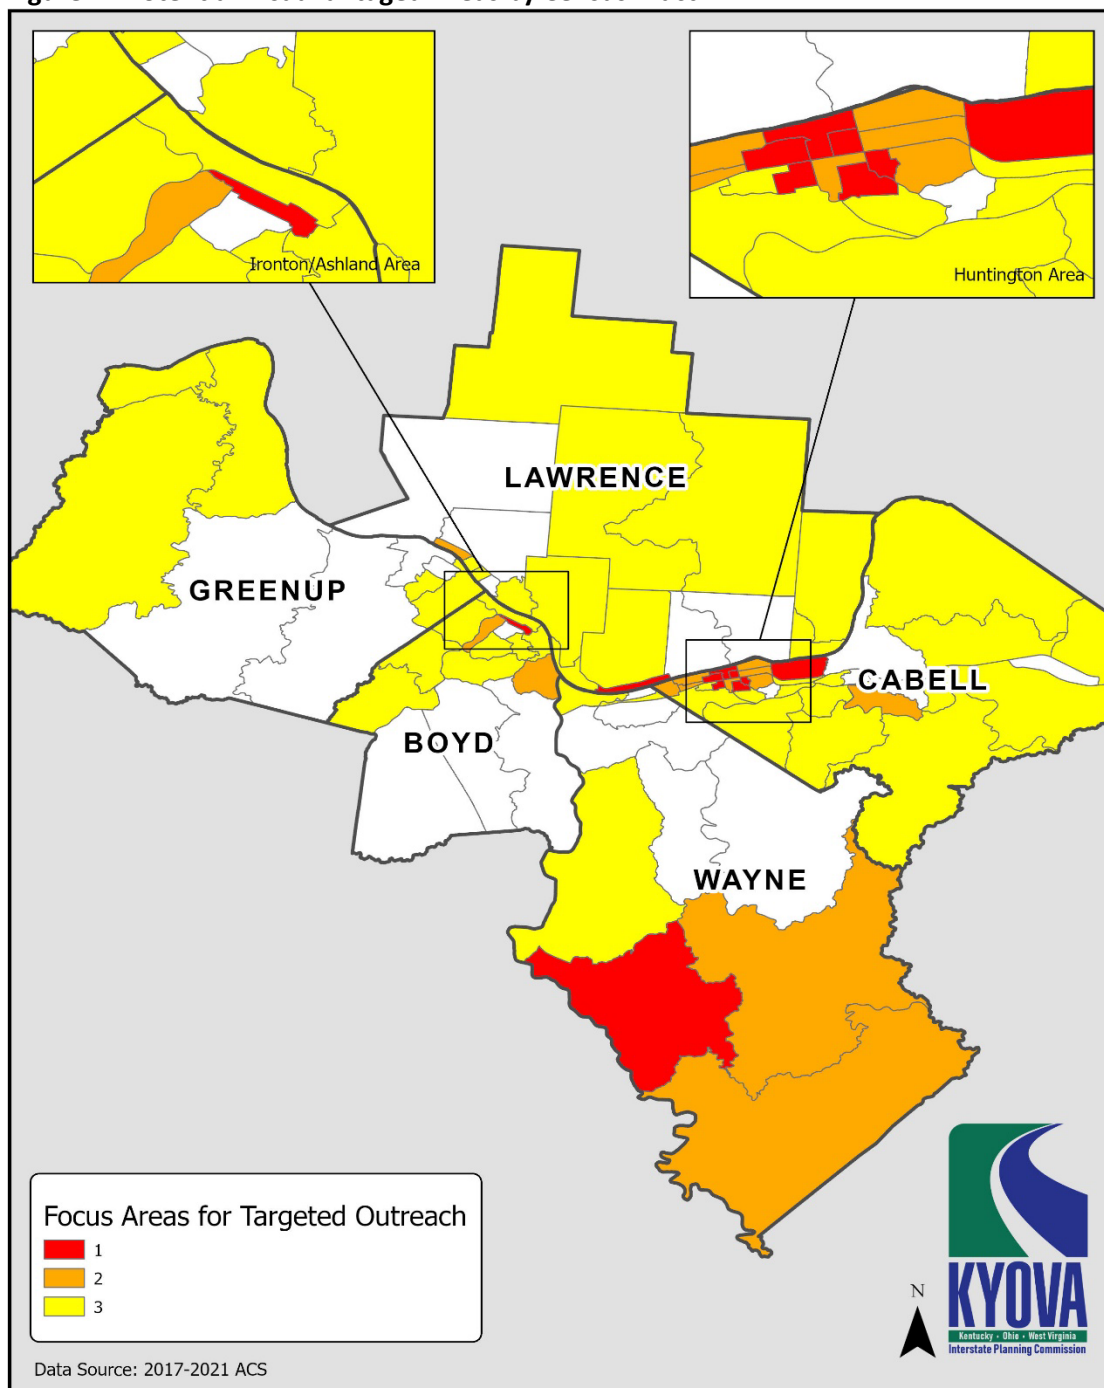 Ironton/Ashland Area
Huntington Area
LAWRENCE
GREENUP
CABELL
BOYD
WAYNE
Focus Areas for Targeted Outreach
1
2
3
Data Source: 2017-2021 ACS
N
KYOVA
Kentucky • Ohio • West Virginia
Interstate Planning Commission